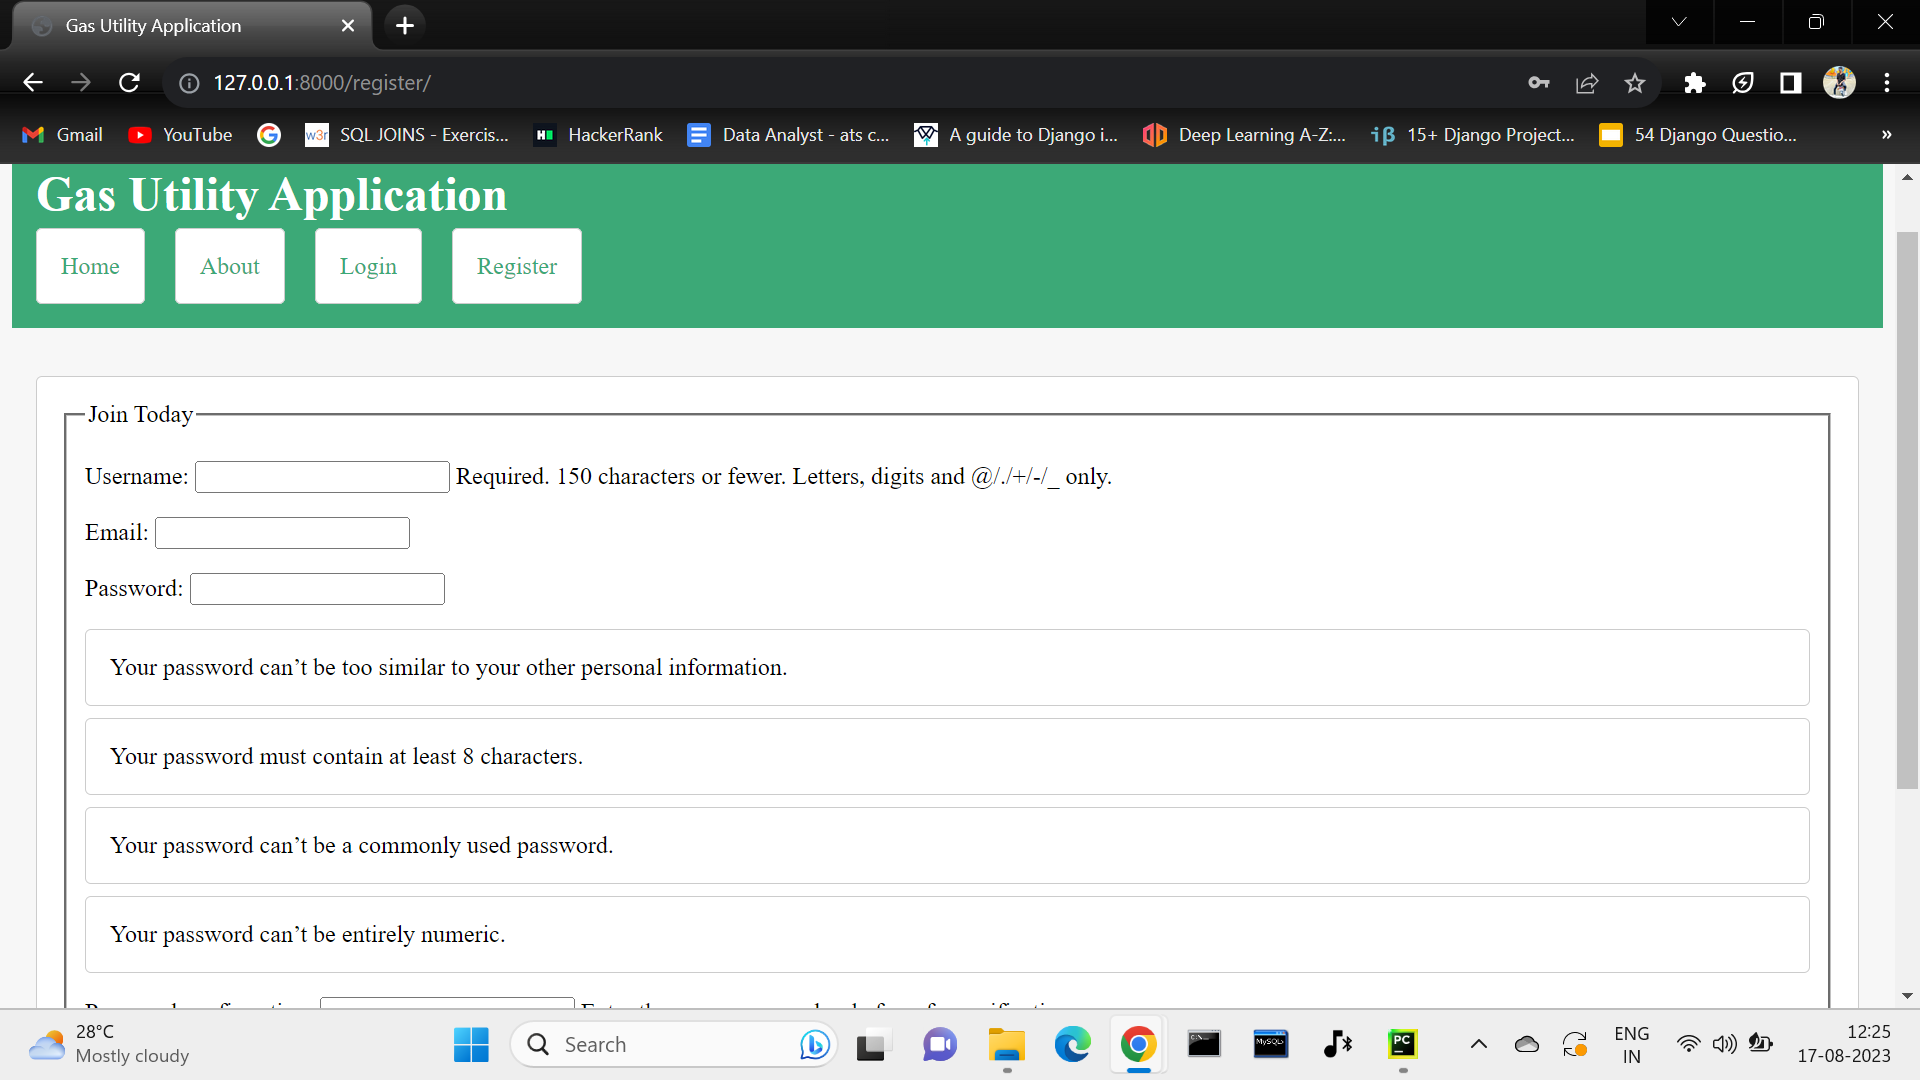 Gas Utility Application
127.0.0.1:8000/register/
Gmail YouTube w3r SQL JOINS - Exercis... HackerRank Data Analyst - ats c... A guide to Django i... Deep Learning A-Z:... iβ 15+ Django Project... 54 Django Questio... »
Gas Utility Application
Home About Login Register
Join Today
Username: Required. 150 characters or fewer. Letters, digits and @/./+/-/_ only.
Email:
Password:
Your password can’t be too similar to your other personal information.
Your password must contain at least 8 characters.
Your password can’t be a commonly used password.
Your password can’t be entirely numeric.
28°C
Mostly cloudy
Search
MySQL
PC
ENG
IN
12:25
17-08-2023